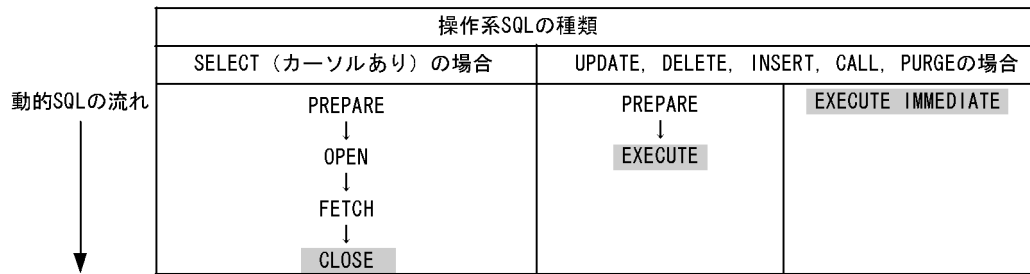 操作系SQLの種類
SELECT（カーソルあり）の場合
UPDATE, DELETE, INSERT, CALL, PURGEの場合
動的SQLの流れ
PREPARE
↓
OPEN
↓
FETCH
↓
CLOSE
PREPARE
↓
EXECUTE
EXECUTE IMMEDIATE